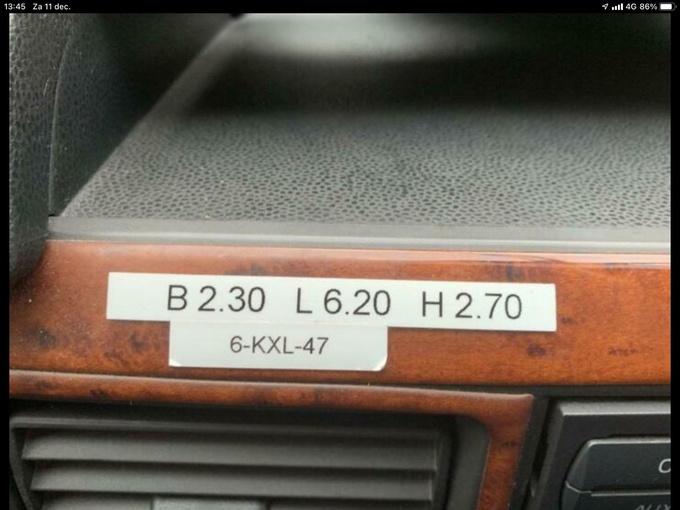 13:45 Za 11 dec.
4G 86%
B 2.30 L 6.20 H 2.70
6-KXL-47